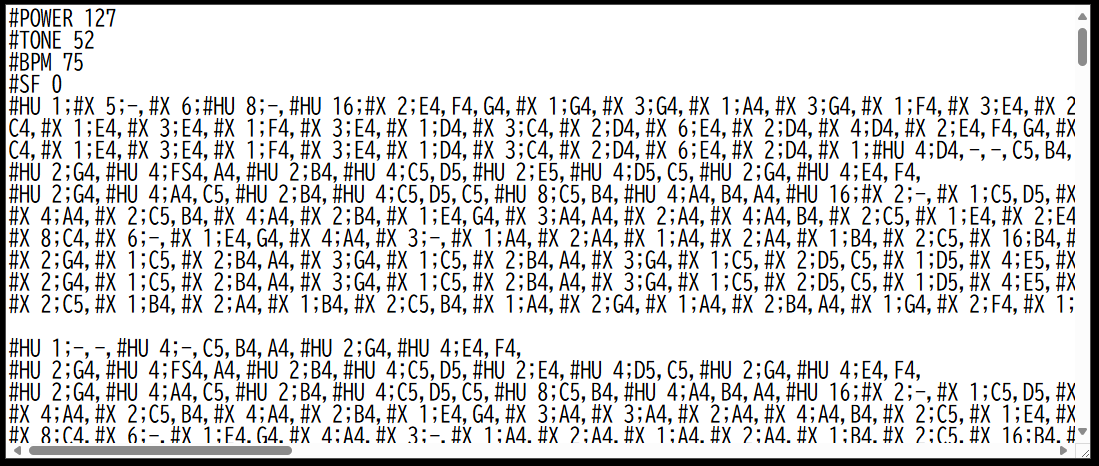 #POWER 127
#TONE 52
#BPM 75
#SF 0
#HU 1;#X 5;-,#X 6;#HU 8;-,#HU 16;#X 2;E4,F4,G4,#X 1;G4,#X 3;G4,#X 1;A4,#X 3;G4,#X 1;F4,#X 3;E4,#X 2
C4,#X 1;E4,#X 3;E4,#X 1;F4,#X 3;E4,#X 1;D4,#X 3;C4,#X 2;D4,#X 6;E4,#X 2;D4,#X 4;D4,#X 2;E4,F4,G4,#X
C4,#X 1;E4,#X 3;E4,#X 1;F4,#X 3;E4,#X 1;D4,#X 3;C4,#X 2;D4,#X 6;E4,#X 2;D4,#X 1;#HU 4;D4,-,-,C5,B4,
#HU 2;G4,#HU 4;FS4,A4,#HU 2;B4,#HU 4;C5,D5,#HU 2;E5,#HU 4;D5,C5,#HU 2;G4,#HU 4;E4,F4,
#HU 2;G4,#HU 4;A4,C5,#HU 2;B4,#HU 4;C5,D5,C5,#HU 8;C5,B4,#HU 4;A4,B4,A4,#HU 16;#X 2;-,#X 1;C5,D5,#X
#X 4;A4,#X 2;C5,B4,#X 4;A4,#X 2;B4,#X 1;E4,G4,#X 3;A4,A4,#X 2;A4,#X 4;A4,B4,#X 2;C5,#X 1;E4,#X 2;E4
#X 8;C4,#X 6;-,#X 1;E4,G4,#X 4;A4,#X 3;-,#X 1;A4,#X 2;A4,#X 1;A4,#X 2;A4,#X 1;B4,#X 2;C5,#X 16;B4,#
#X 2;G4,#X 1;C5,#X 2;B4,A4,#X 3;G4,#X 1;C5,#X 2;B4,A4,#X 3;G4,#X 1;C5,#X 2;D5,C5,#X 1;D5,#X 4;E5,#X
#X 2;G4,#X 1;C5,#X 2;B4,A4,#X 3;G4,#X 1;C5,#X 2;B4,A4,#X 3;G4,#X 1;C5,#X 2;D5,C5,#X 1;D5,#X 4;E5,#X
#X 2;C5,#X 1;B4,#X 2;A4,#X 1;B4,#X 2;C5,B4,#X 1;A4,#X 2;G4,#X 1;A4,#X 2;B4,A4,#X 1;G4,#X 2;F4,#X 1;
#HU 1;-,-,#HU 4;-,C5,B4,A4,#HU 2;G4,#HU 4;E4,F4,
#HU 2;G4,#HU 4;FS4,A4,#HU 2;B4,#HU 4;C5,D5,#HU 2;E4,#HU 4;D5,C5,#HU 2;G4,#HU 4;E4,F4,
#HU 2;G4,#HU 4;A4,C5,#HU 2;B4,#HU 4;C5,D5,C5,#HU 8;C5,B4,#HU 4;A4,B4,A4,#HU 16;#X 2;-,#X 1;C5,D5,#X
#X 4;A4,#X 2;C5,B4,#X 4;A4,#X 2;B4,#X 1;E4,G4,#X 3;A4,#X 3;A4,#X 2;A4,#X 4;A4,B4,#X 2;C5,#X 1;E4,#X
#X 8;C4,#X 6;-,#X 1;E4,G4,#X 4;A4,#X 3;-,#X 1;A4,#X 2;A4,#X 1;A4,#X 2;A4,#X 1;B4,#X 2;C5,#X 16;B4,#